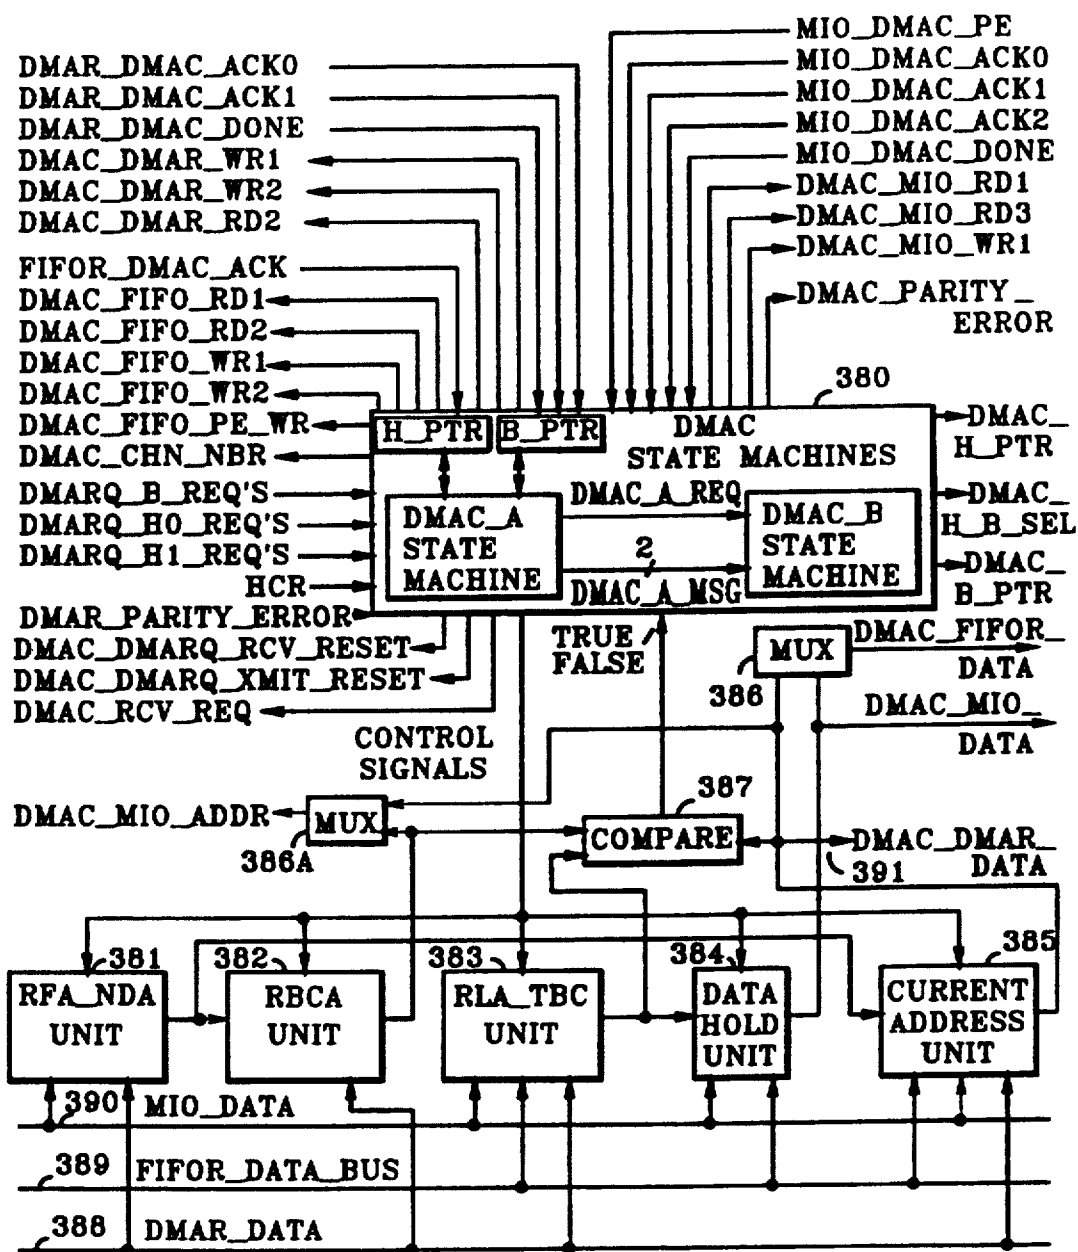 MIO_DMAC_PE
DMAR_DMAC_ACK0
MIO_DMAC_ACK0
DMAR_DMAC_ACK1
MIO_DMAC_ACK1
DMAR_DMAC_DONE
MIO_DMAC_ACK2
DMAC_DMAR_WR1
MIO_DMAC_DONE
DMAC_DMAR_WR2
DMAC_MIO_RD1
DMAC_DMAR_RD2
DMAC_MIO_RD3
DMAC_MIO_WR1
FIFOR_DMAC_ACK
DMAC_FIFO_RD1
DMAC_PARITY_
ERROR
DMAC_FIFO_RD2
DMAC_FIFO_WR1
DMAC_FIFO_WR2
380
DMAC_FIFO_PE_WR
H_PTR
B_PTR
DMAC
STATE MACHINES
DMAC_
H_PTR
DMAC_CHN_NBR
DMARQ_B_REQ'S
DMAC_A_REQ
DMAC_
H_B_SEL
DMARQ_H0_REQ'S
DMAC_A
STATE
MACHINE
2
DMAC_B
STATE
MACHINE
DMARQ_H1_REQ'S
HCR
DMAC_A_MSG
DMAC_
B_PTR
DMAR_PARITY_ERROR
TRUE
FALSE
DMAC_DMARQ_RCV_RESET
MUX
386
DMAC_FIFOR_
DATA
DMAC_DMARQ_XMIT_RESET
DMAC_RCV_REQ
DMAC_MIO_
DATA
CONTROL
SIGNALS
387
DMAC_MIO_ADDR
MUX
386A
COMPARE
DMAC_DMAR_
DATA
391
381
382
383
384
385
RFA_NDA
UNIT
RBCA
UNIT
RLA_TBC
UNIT
DATA
HOLD
UNIT
CURRENT
ADDRESS
UNIT
390 MIO_DATA
389 FIFOR_DATA_BUS
388 DMAR_DATA